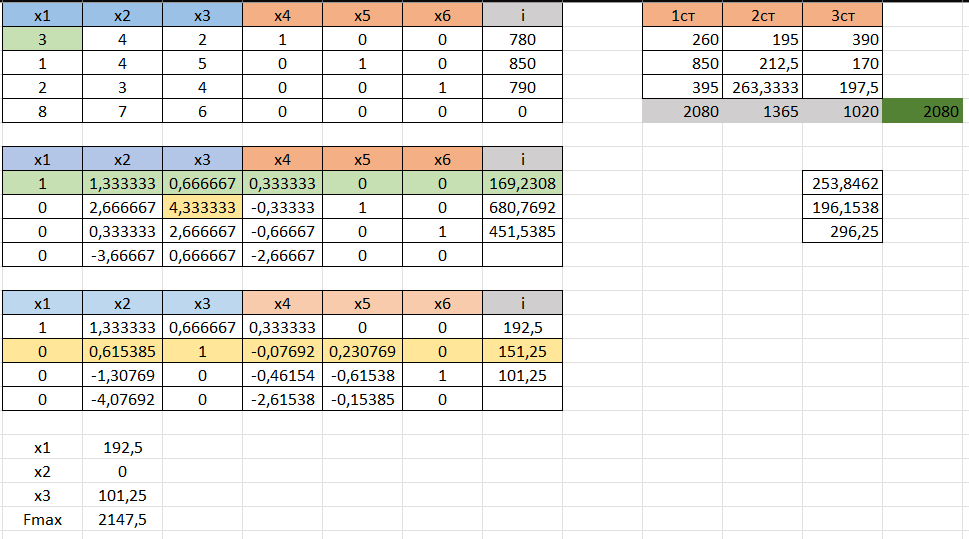 x1 x2 x3 x4 x5 x6 i 1ст 2ст 3ст
3 4 2 1 0 0 780 260 195 390
1 4 5 0 1 0 850 850 212,5 170
2 3 4 0 0 1 790 395 263,3333 197,5
8 7 6 0 0 0 0 2080 1365 1020 2080
x1 x2 x3 x4 x5 x6 i
1 1,333333 0,666667 0,333333 0 0 169,2308 253,8462
0 2,666667 4,333333 -0,33333 1 0 680,7692 196,1538
0 0,333333 2,666667 -0,66667 0 1 451,5385 296,25
0 -3,66667 0,666667 -2,66667 0 0
x1 x2 x3 x4 x5 x6 i
1 1,333333 0,666667 0,333333 0 0 192,5
0 0,615385 1 -0,07692 0,230769 0 151,25
0 -1,30769 0 -0,46154 -0,61538 1 101,25
0 -4,07692 0 -2,61538 -0,15385 0
x1 192,5
x2 0
x3 101,25
Fmax 2147,5